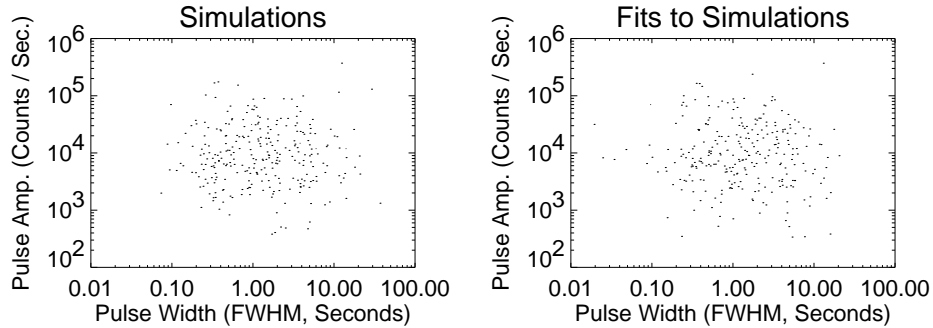 Simulations
Pulse Amp. (Counts / Sec.)
10^6
10^5
10^4
10^3
10^2
0.01 0.10 1.00 10.00 100.00
Pulse Width (FWHM, Seconds)
Fits to Simulations
Pulse Amp. (Counts / Sec.)
10^6
10^5
10^4
10^3
10^2
0.01 0.10 1.00 10.00 100.00
Pulse Width (FWHM, Seconds)